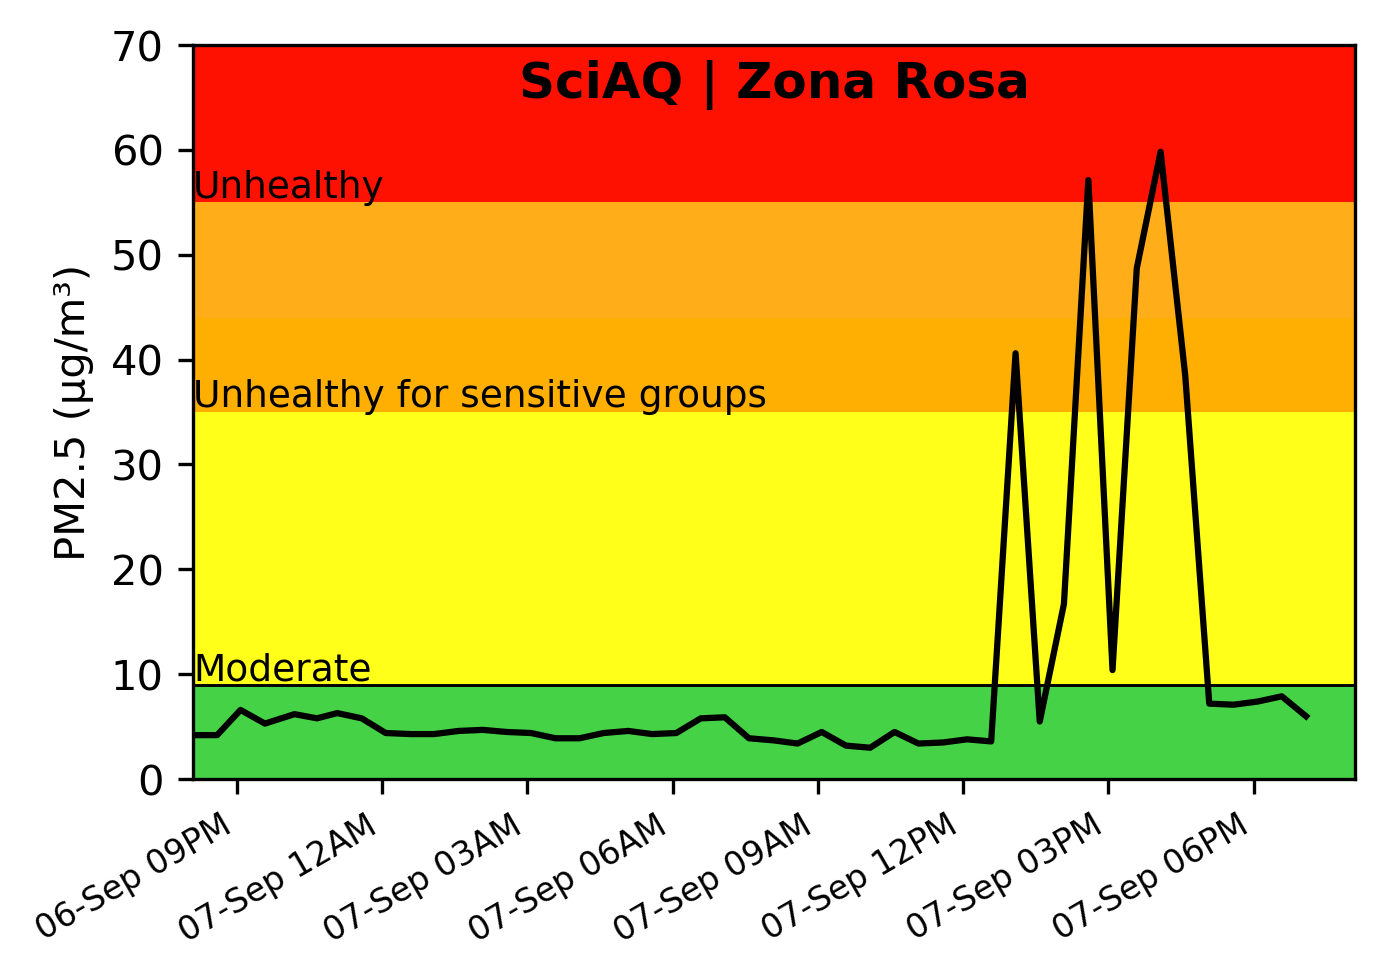 SciAQ | Zona Rosa
PM2.5 (µg/m³)
70
60
Unhealthy
50
40
Unhealthy for sensitive groups
30
20
Moderate
10
0
06-Sep 09PM
07-Sep 12AM
07-Sep 03AM
07-Sep 06AM
07-Sep 09AM
07-Sep 12PM
07-Sep 03PM
07-Sep 06PM